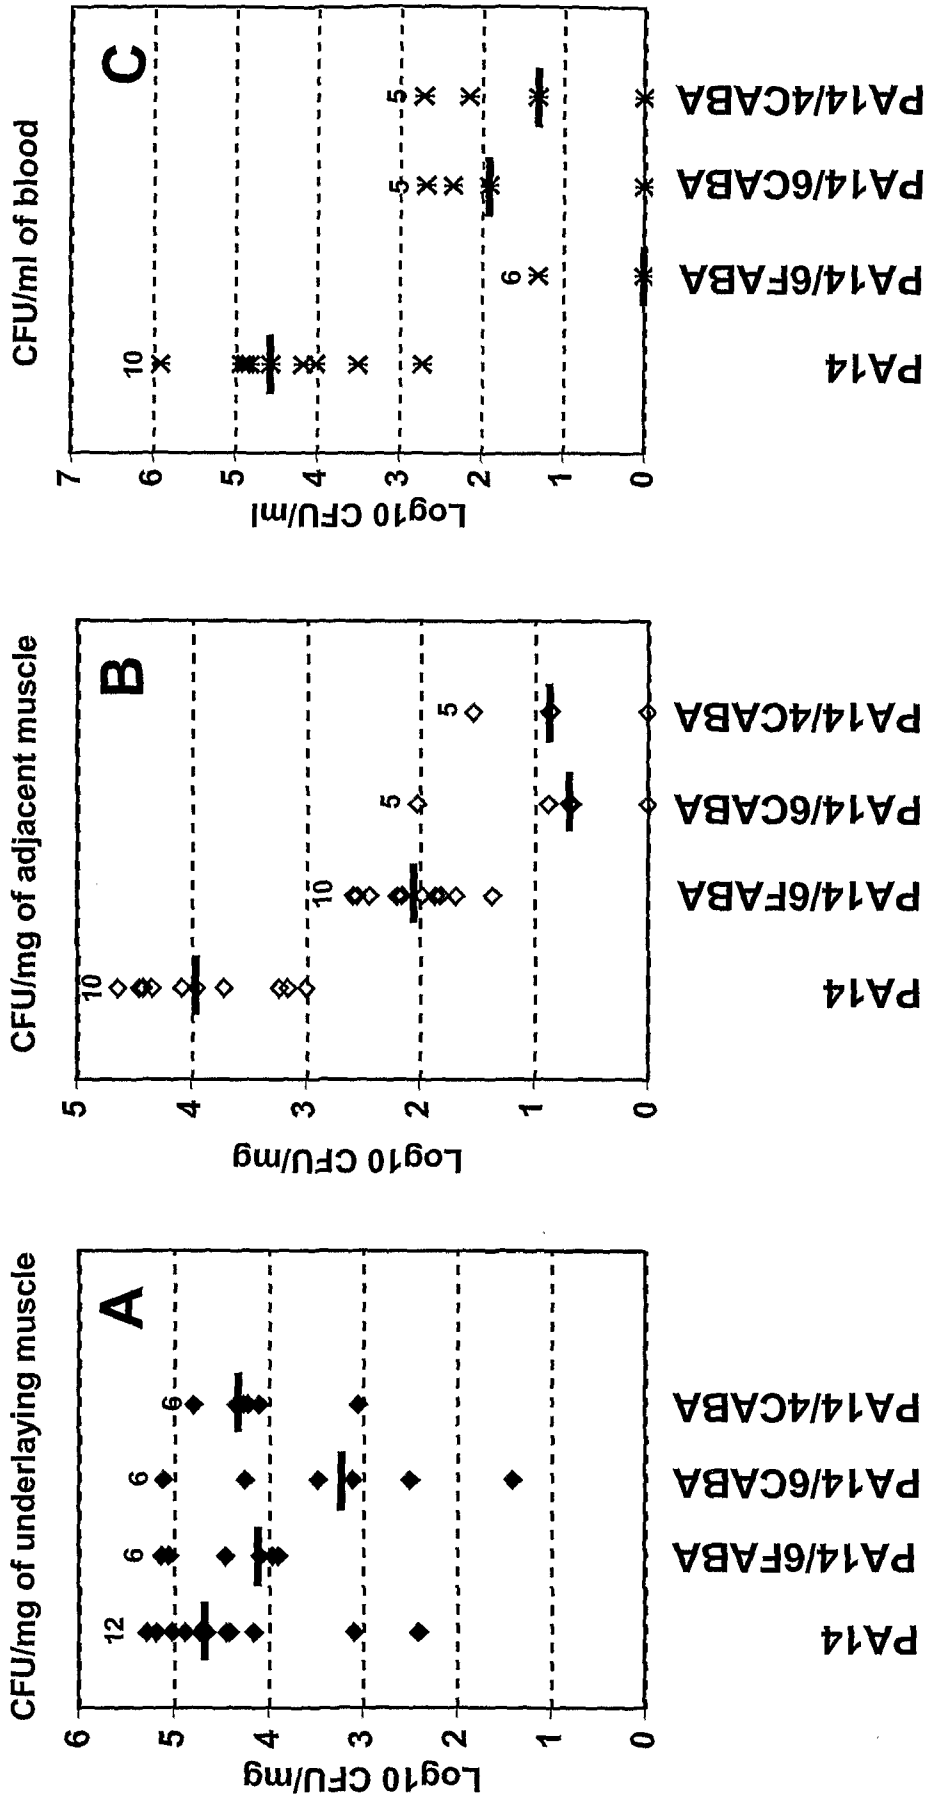 CFU/mg of underlaying muscle
A
Log10 CFU/mg
6
5
4
3
2
1
0
12
6
6
6
PA14
PA14/6FABA
PA14/6CABA
PA14/4CABA
CFU/mg of adjacent muscle
B
Log10 CFU/mg
5
4
3
2
1
0
10
10
5
5
PA14
PA14/6FABA
PA14/6CABA
PA14/4CABA
CFU/ml of blood
C
Log10 CFU/ml
7
6
5
4
3
2
1
0
10
6
5
5
PA14
PA14/6FABA
PA14/6CABA
PA14/4CABA